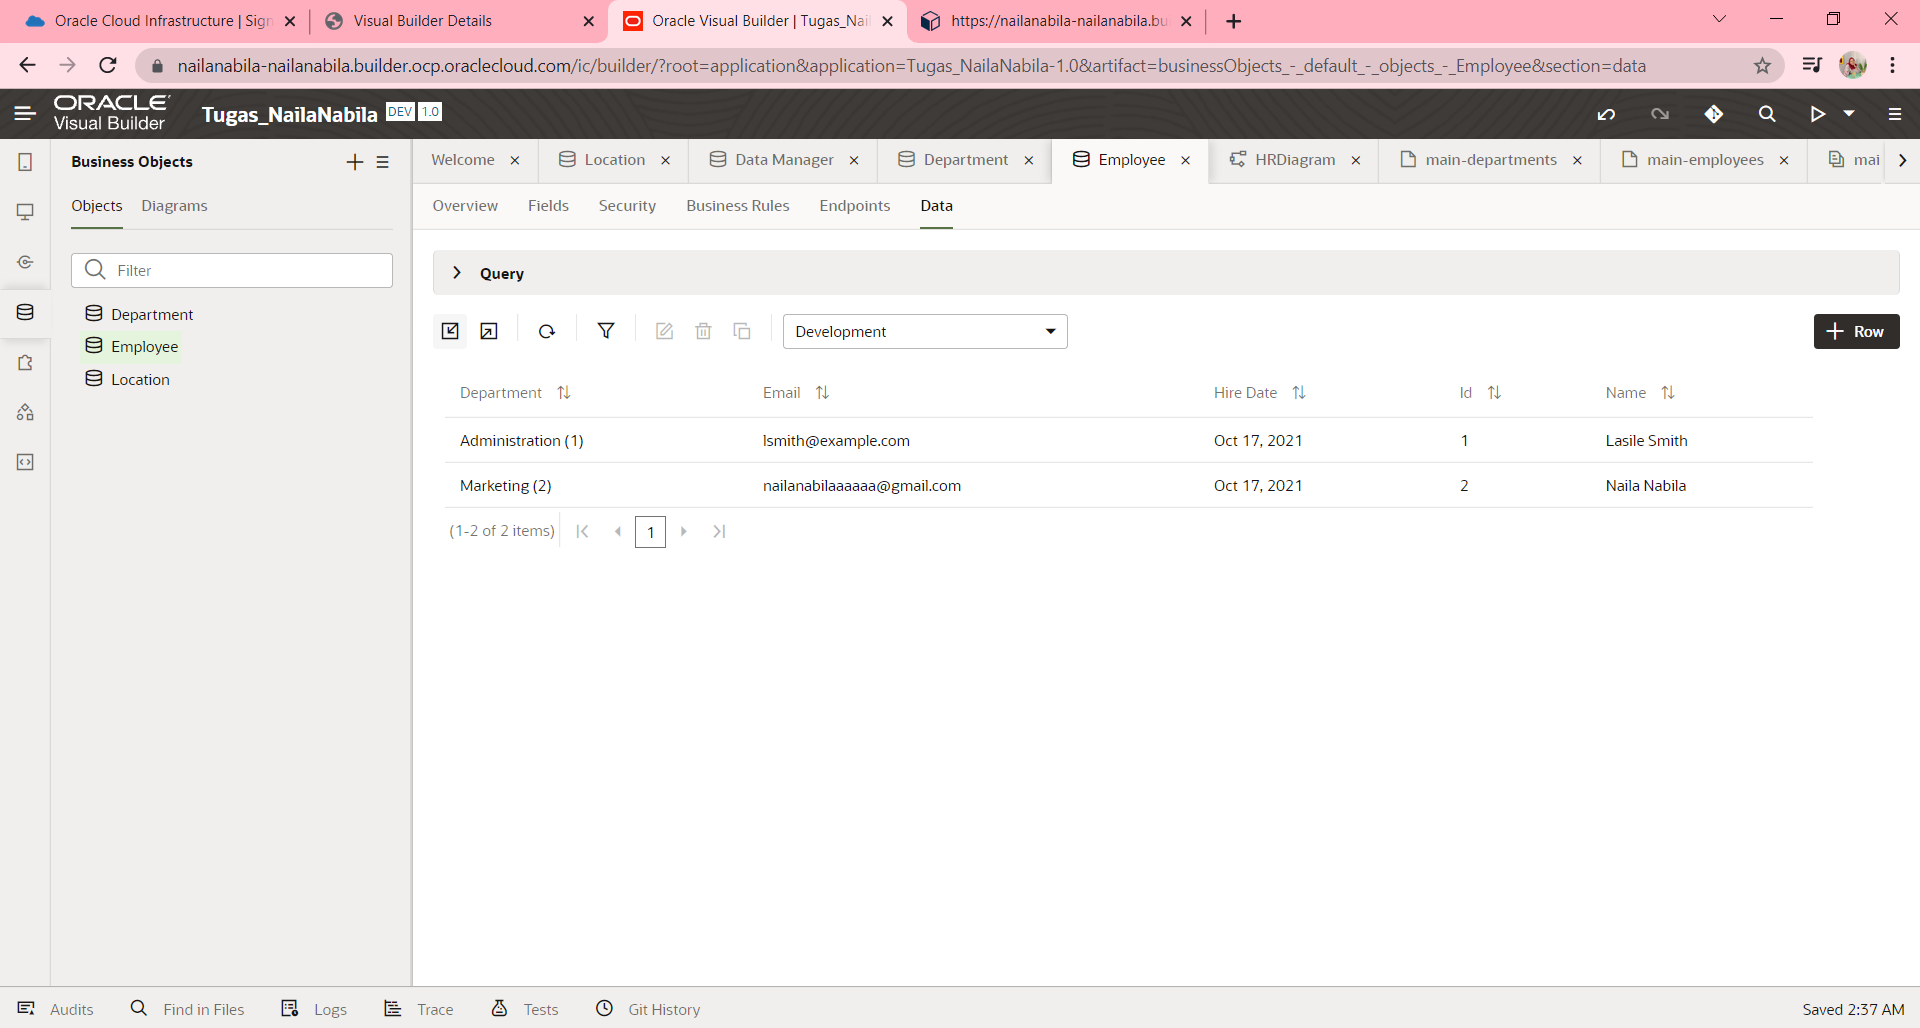 Oracle Cloud Infrastructure | Sign
Visual Builder Details
Oracle Visual Builder | Tugas_Nail
https://nailanabila-nailanabila.bu
nailanabila-nailanabila.builder.ocp.oraclecloud.com/ic/builder/?root=application&application=Tugas_NailaNabila-1.0&artifact=businessObjects_-_default_-_objects_-_Employee&section=data
ORACLE
Visual Builder
Tugas_NailaNabila DEV 1.0
Business Objects
Objects Diagrams
Filter
Department
Employee
Location
Welcome Location Data Manager Department Employee HRDiagram main-departments main-employees mai
Overview Fields Security Business Rules Endpoints Data
Query
Development
Row
Department Email Hire Date Id Name
Administration (1) lsmith@example.com Oct 17, 2021 1 Lasile Smith
Marketing (2) nailanabilaaaaaa@gmail.com Oct 17, 2021 2 Naila Nabila
(1-2 of 2 items) 1
Audits Find in Files Logs Trace Tests Git History Saved 2:37 AM